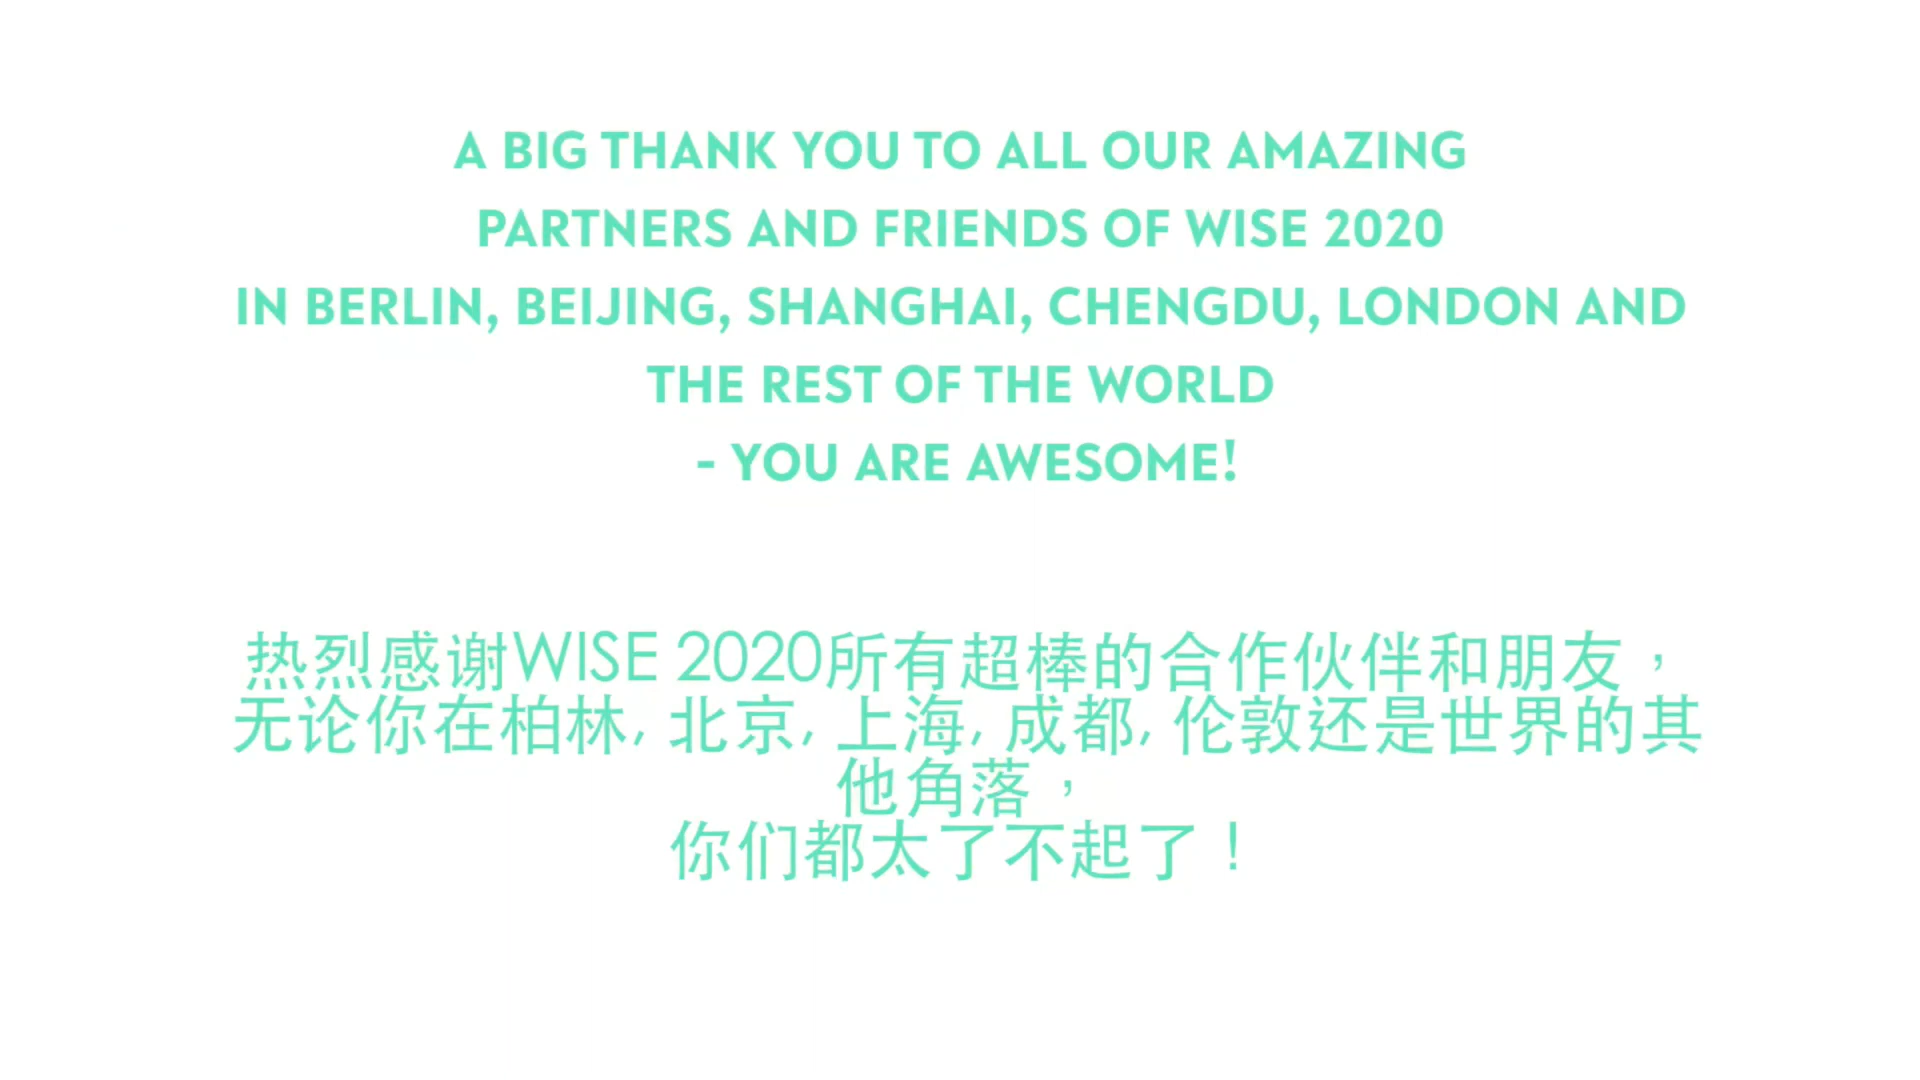 A BIG THANK YOU TO ALL OUR AMAZING
PARTNERS AND FRIENDS OF WISE 2020
IN BERLIN, BEIJING, SHANGHAI, CHENGDU, LONDON AND
THE REST OF THE WORLD
- YOU ARE AWESOME!
热烈感谢WISE 2020所有超棒的合作伙伴和朋友，
无论你在柏林, 北京, 上海, 成都, 伦敦还是世界的其
他角落，
你们都太了不起了！